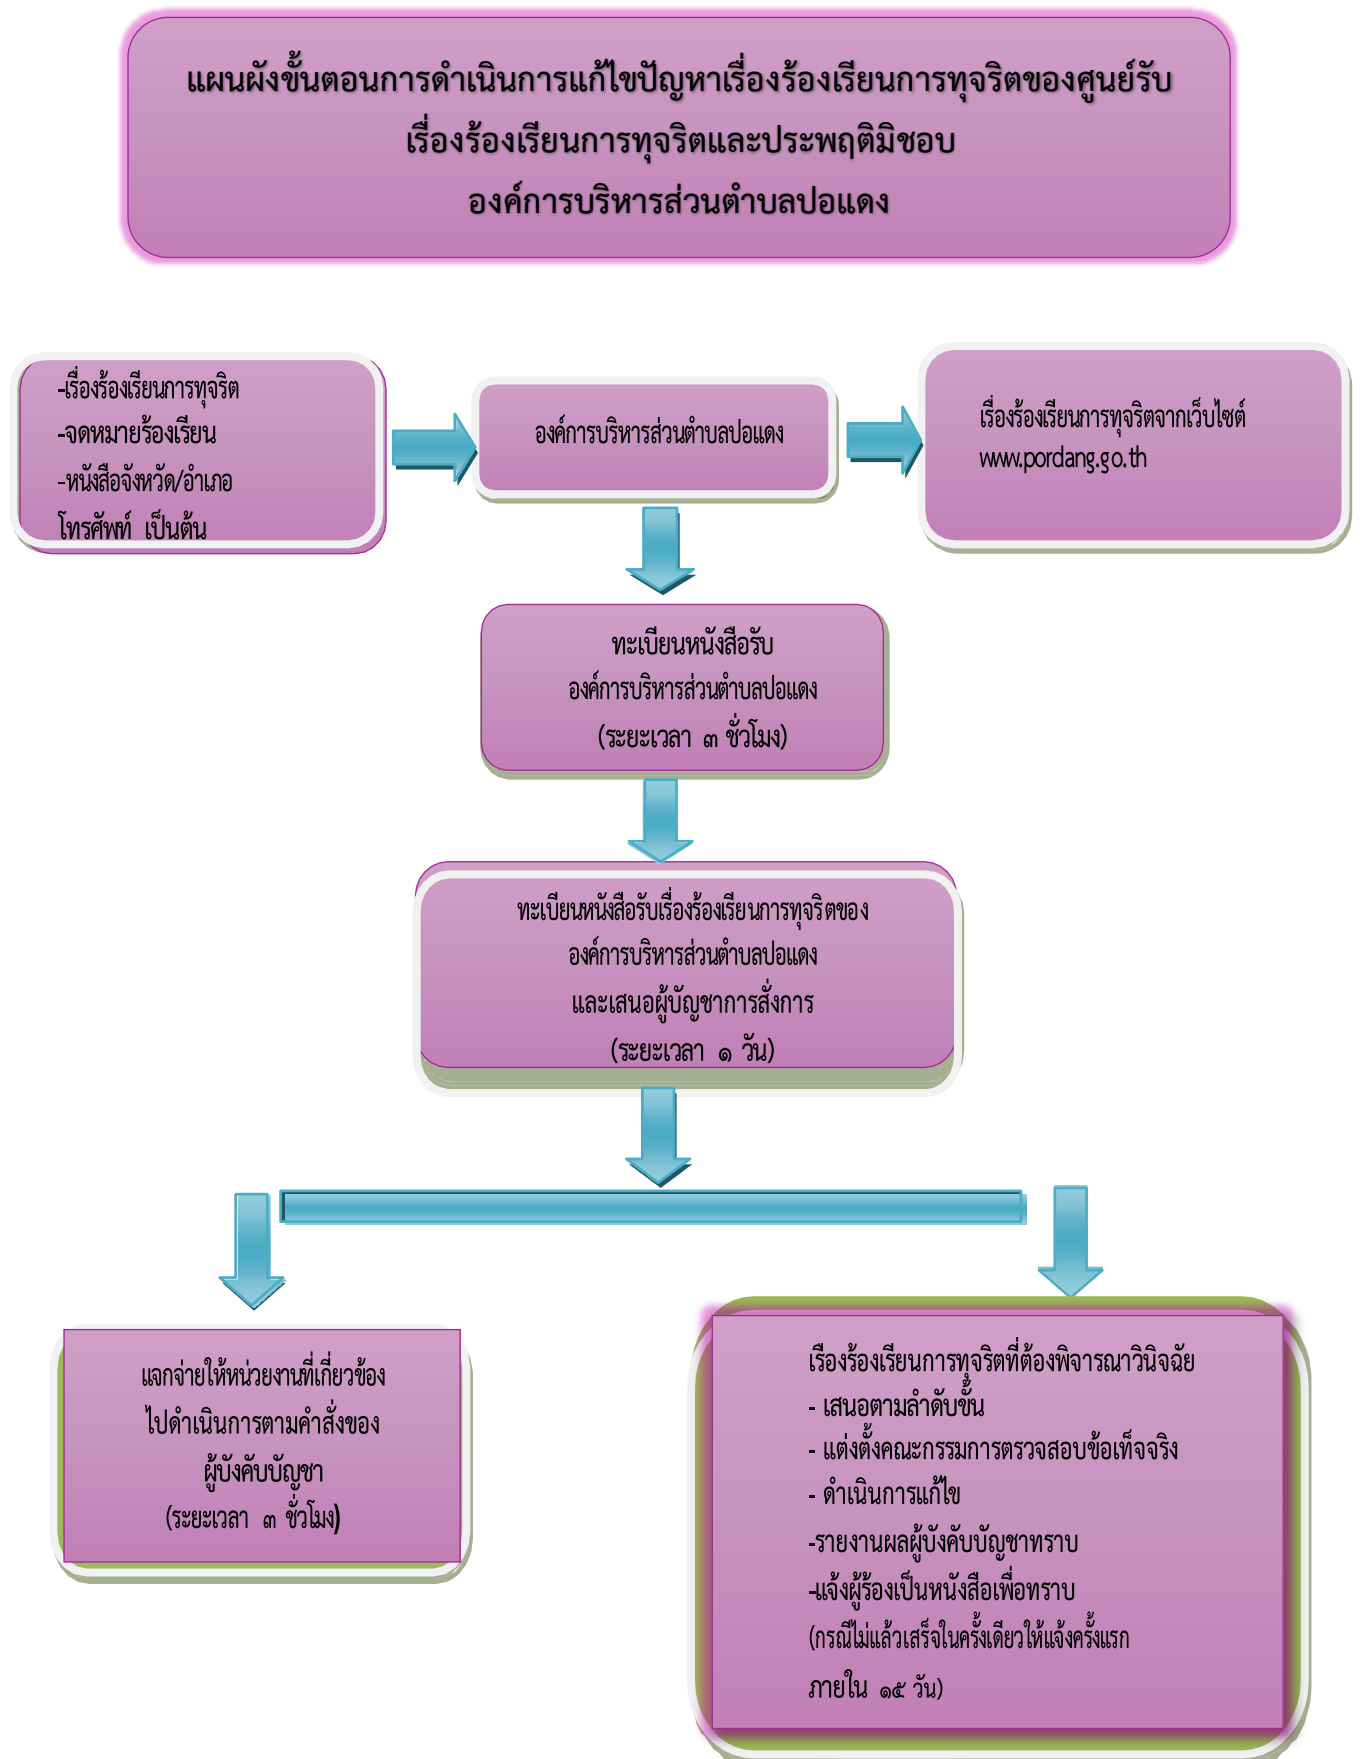 แผนผังขั้นตอนการดำเนินการแก้ไขปัญหาเรื่องร้องเรียนการทุจริตของศูนย์รับ
เรื่องร้องเรียนการทุจริตและประพฤติมิชอบ
องค์การบริหารส่วนตำบลปอแดง
-เรื่องร้องเรียนการทุจริต
-จดหมายร้องเรียน
-หนังสือจังหวัด/อำเภอ
โทรศัพท์ เป็นต้น
องค์การบริหารส่วนตำบลปอแดง
เรื่องร้องเรียนการทุจริตจากเว็บไซต์
www.pordang.go.th
ทะเบียนหนังสือรับ
องค์การบริหารส่วนตำบลปอแดง
(ระยะเวลา ๓ ชั่วโมง)
ทะเบียนหนังสือรับเรื่องร้องเรียนการทุจริตของ
องค์การบริหารส่วนตำบลปอแดง
และเสนอผู้บัญชาการสั่งการ
(ระยะเวลา ๑ วัน)
แจกจ่ายให้หน่วยงานที่เกี่ยวข้อง
ไปดำเนินการตามคำสั่งของ
ผู้บังคับบัญชา
(ระยะเวลา ๓ ชั่วโมง)
เรื่องร้องเรียนการทุจริตที่ต้องพิจารณาวินิจฉัย
- เสนอตามลำดับขั้น
- แต่งตั้งคณะกรรมการตรวจสอบข้อเท็จจริง
- ดำเนินการแก้ไข
-รายงานผลผู้บังคับบัญชาทราบ
-แจ้งผู้ร้องเป็นหนังสือเพื่อทราบ
(กรณีไม่แล้วเสร็จในครั้งเดียวให้แจ้งครั้งแรก
ภายใน ๑๕ วัน)